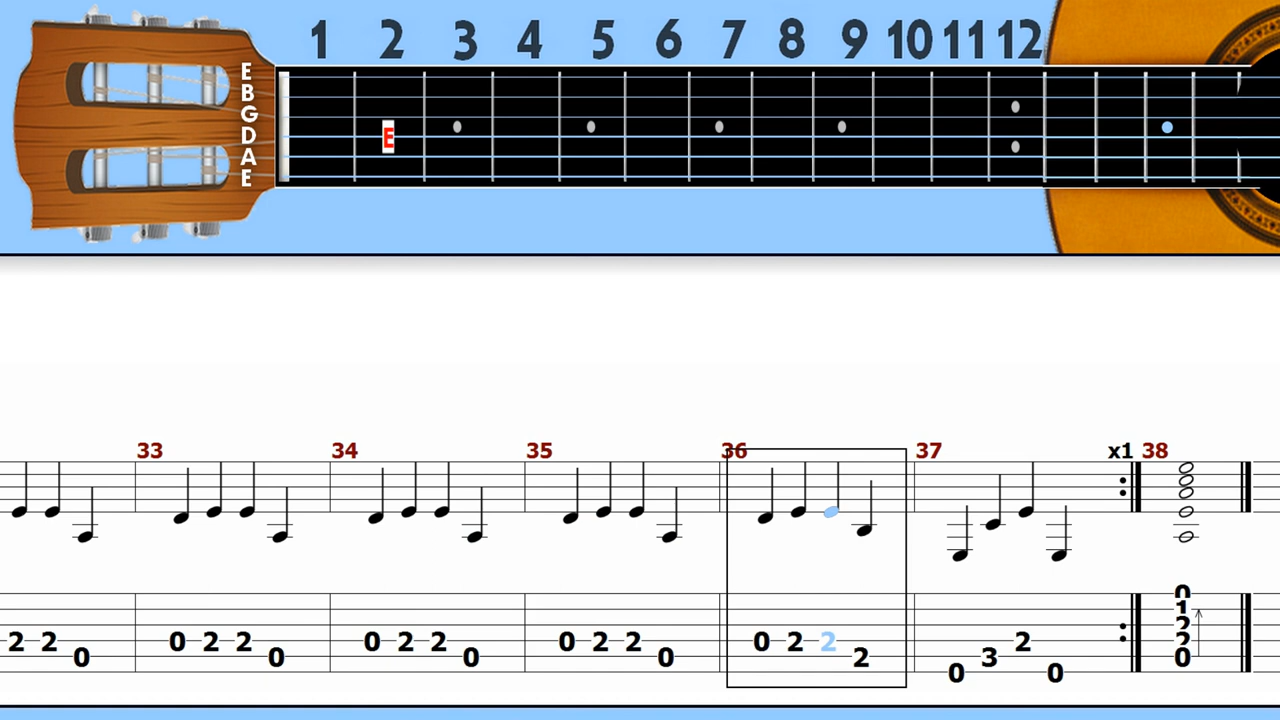 1 2 3 4 5 6 7 8 9 10 11 12
E
B
G
D
A
E
E
33 34 35 36 37 x1 38
0
1
2
2 2 0 2 2 0 2 2 0 2 2 0 2 2 2 2
0 0 0 0 2 3 0
0 0